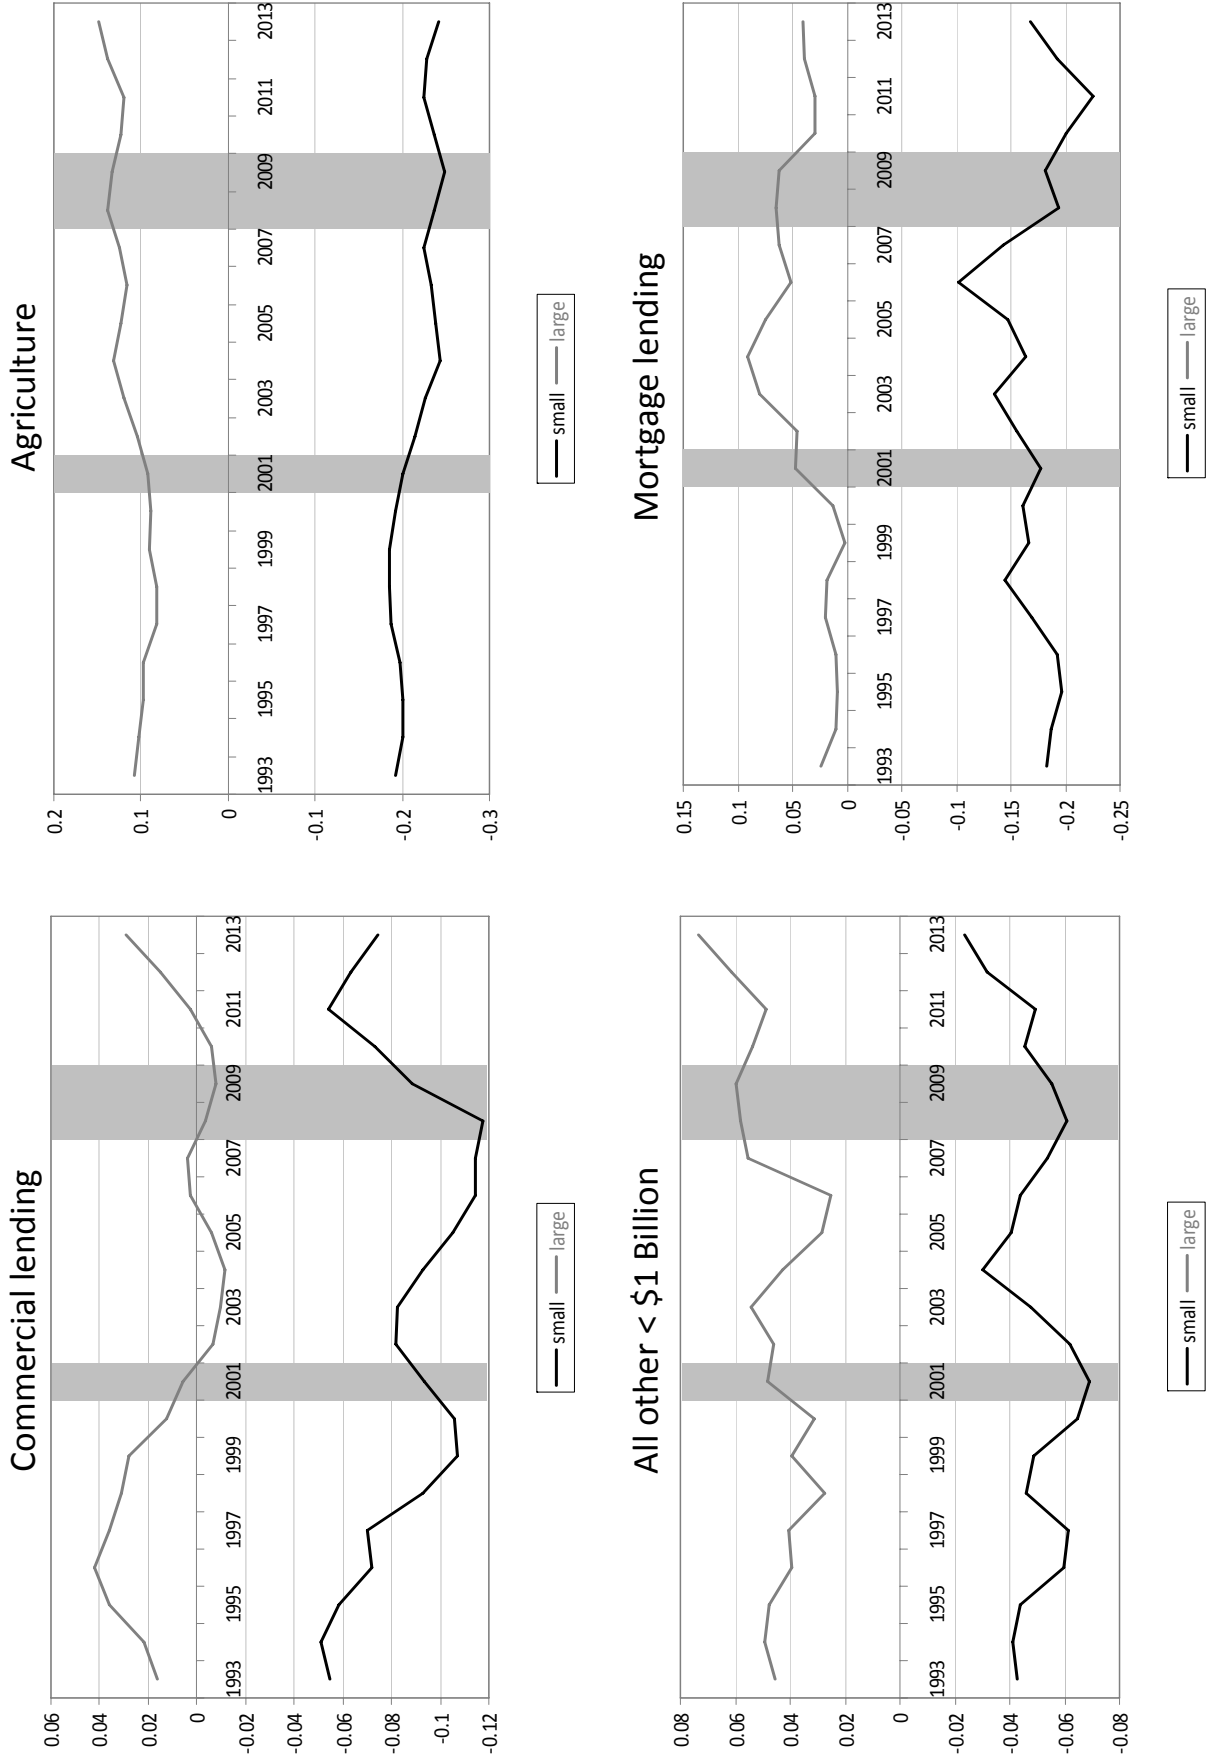 Commercial lending
0.06
0.04
0.02
0
-0.02
-0.04
-0.06
-0.08
-0.1
-0.12
1993 1995 1997 1999 2001 2003 2005 2007 2009 2011 2013
small large
Agriculture
0.2
0.1
0
-0.1
-0.2
-0.3
1993 1995 1997 1999 2001 2003 2005 2007 2009 2011 2013
small large
All other < $1 Billion
0.08
0.06
0.04
0.02
0
-0.02
-0.04
-0.06
-0.08
1993 1995 1997 1999 2001 2003 2005 2007 2009 2011 2013
small large
Mortgage lending
0.15
0.1
0.05
0
-0.05
-0.1
-0.15
-0.2
-0.25
1993 1995 1997 1999 2001 2003 2005 2007 2009 2011 2013
small large